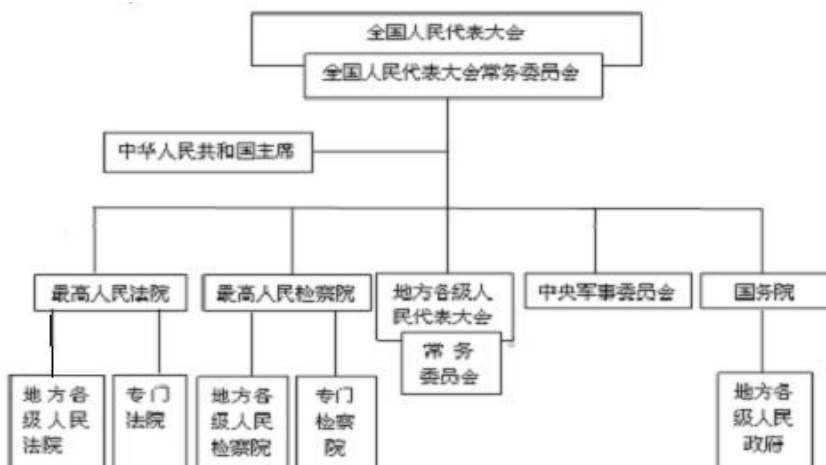 全国人民代表大会
全国人民代表大会常务委员会
中华人民共和国主席
最高人民法院
最高人民检察院
地方各级人
民代表大会
常务
委员会
中央军事委员会
国务院
地方各
级人民
法院
专门
法院
地方各
级人民
检察院
专门
检察
院
地方各
级人民
政府